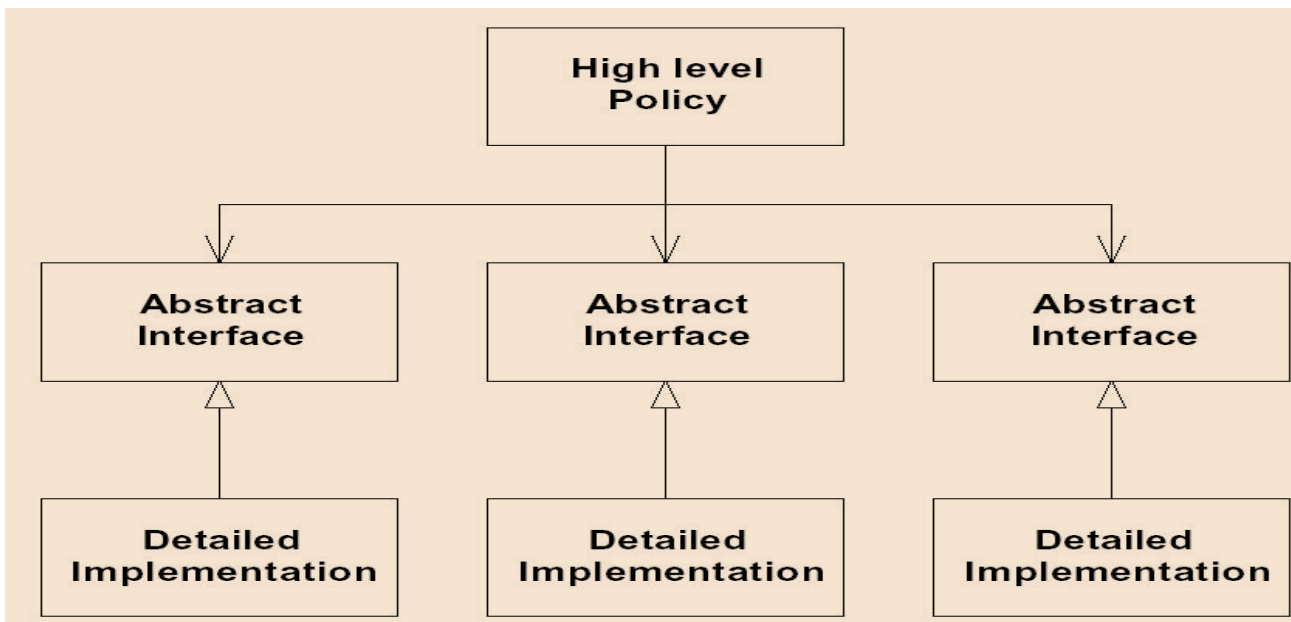 High level
Policy
Abstract
Interface
Abstract
Interface
Abstract
Interface
Detailed
Implementation
Detailed
Implementation
Detailed
Implementation